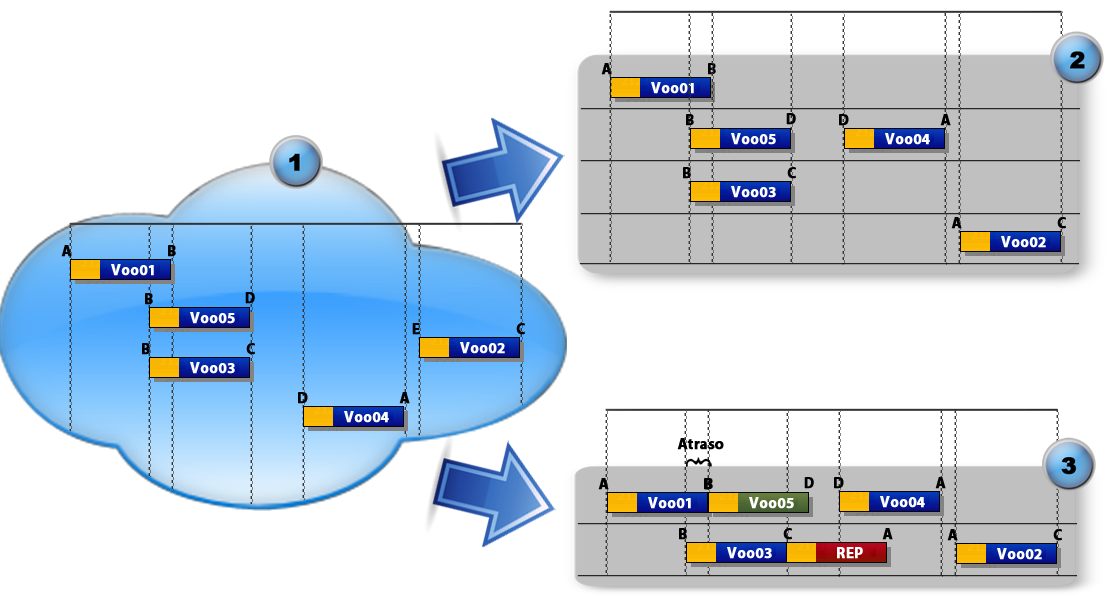 1
A B
Voo01
B D
Voo05
B C
Voo03
E C
Voo02
D A
Voo04
2
A B
Voo01
B D D A
Voo05 Voo04
B C
Voo03
A C
Voo02
3
Atraso
A B D D A
Voo01 Voo05 Voo04
B C A A C
Voo03 REP Voo02